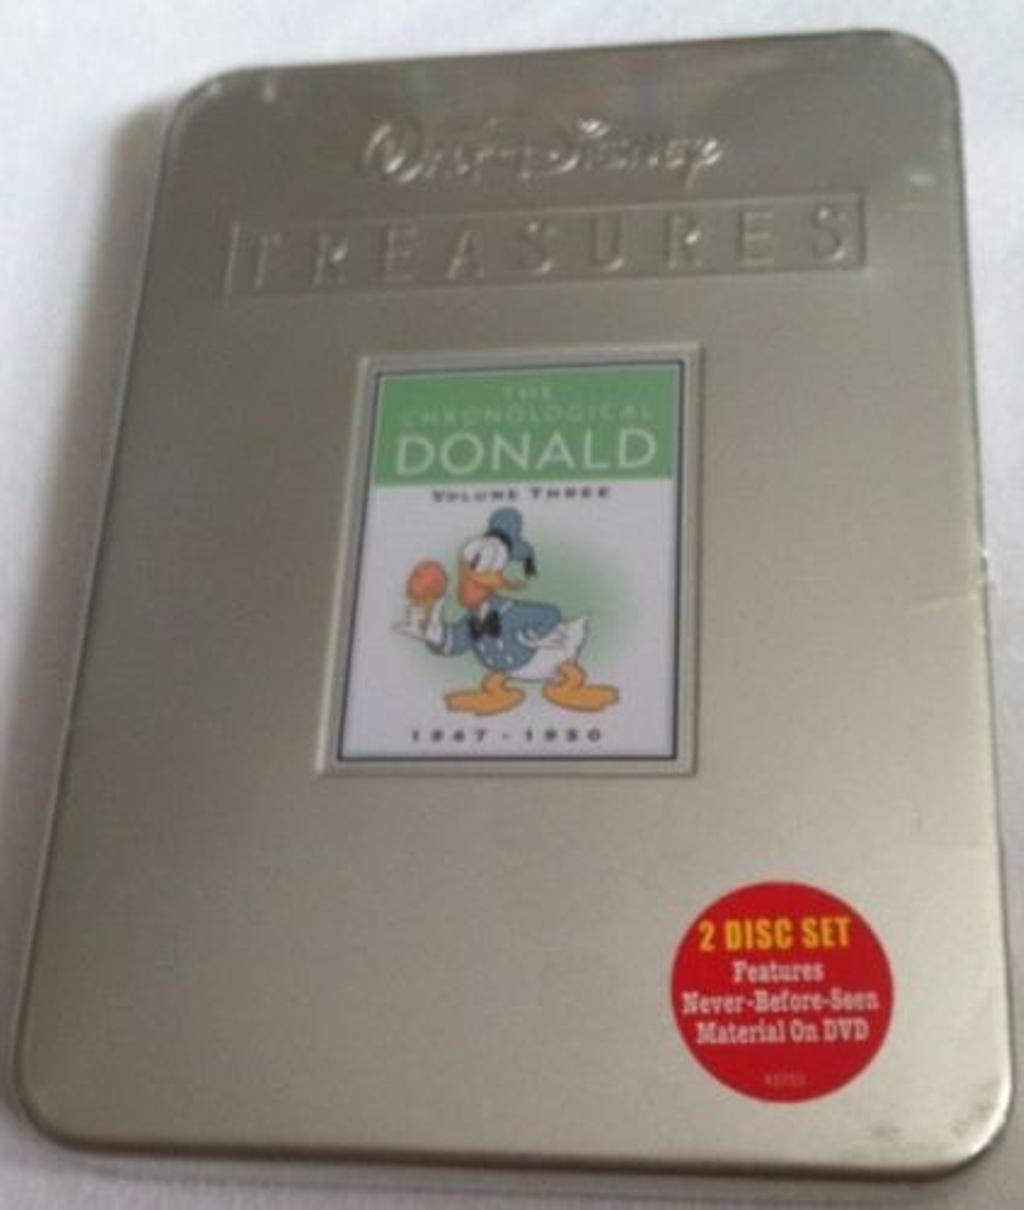 Walt Disney
TREASURES
THE
CHRONOLOGICAL
DONALD
VOLUME THREE
1947 - 1950
2 DISC SET
Features
Never-Before-Seen
Material On DVD